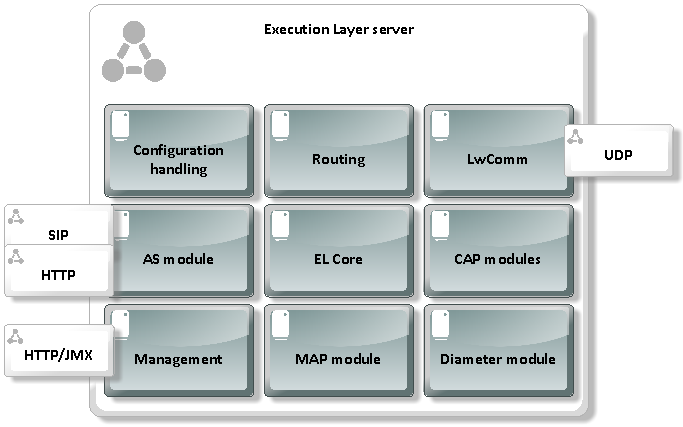 Execution Layer server
Configuration
handling
Routing
LwComm
UDP
SIP
HTTP
AS module
EL Core
CAP modules
HTTP/JMX
Management
MAP module
Diameter module